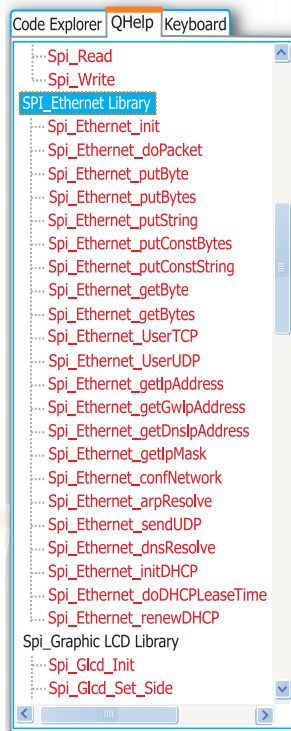 Code Explorer QHelp Keyboard
Spi_Read
Spi_Write
SPI_Ethernet Library
Spi_Ethernet_init
Spi_Ethernet_doPacket
Spi_Ethernet_putByte
Spi_Ethernet_putBytes
Spi_Ethernet_putString
Spi_Ethernet_putConstBytes
Spi_Ethernet_putConstString
Spi_Ethernet_getByte
Spi_Ethernet_getBytes
Spi_Ethernet_UserTCP
Spi_Ethernet_UserUDP
Spi_Ethernet_getIpAddress
Spi_Ethernet_getGwIpAddress
Spi_Ethernet_getDnsIpAddress
Spi_Ethernet_getIpMask
Spi_Ethernet_confNetwork
Spi_Ethernet_arpResolve
Spi_Ethernet_sendUDP
Spi_Ethernet_dnsResolve
Spi_Ethernet_initDHCP
Spi_Ethernet_doDHCPLeaseTime
Spi_Ethernet_renewDHCP
Spi_Graphic LCD Library
Spi_Glcd_Init
Spi_Glcd_Set_Side